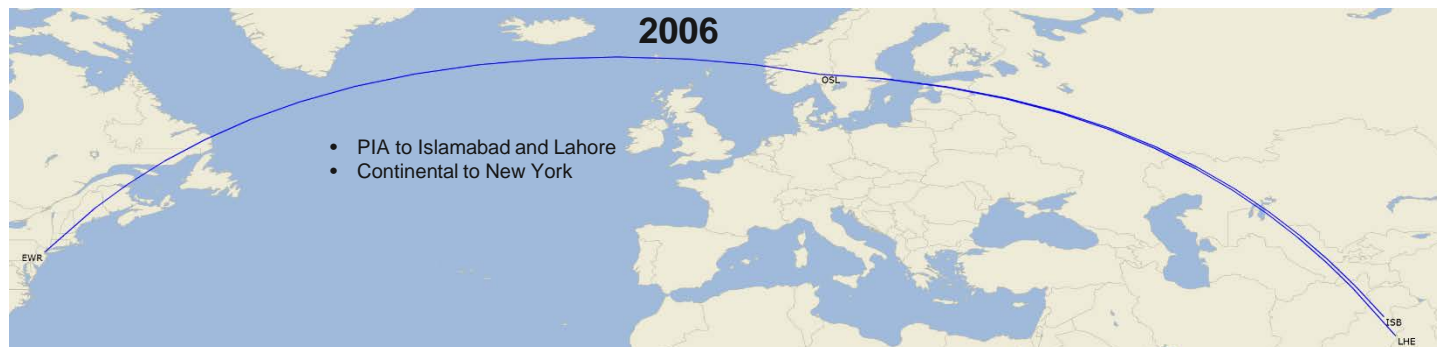 2006
OSL
• PIA to Islamabad and Lahore
• Continental to New York
EWR
ISB
LHE